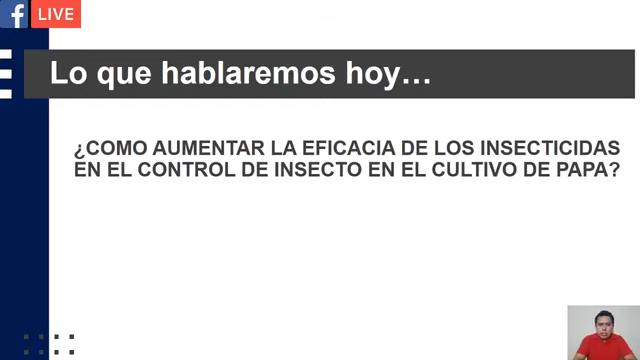 f LIVE
Lo que hablaremos hoy...
¿COMO AUMENTAR LA EFICACIA DE LOS INSECTICIDAS
EN EL CONTROL DE INSECTO EN EL CULTIVO DE PAPA?